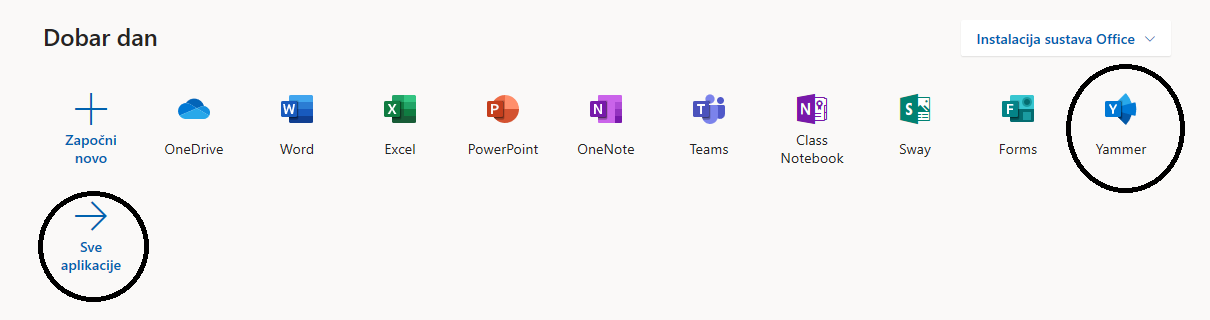 Dobar dan
Instalacija sustava Office
Započni
novo
OneDrive
Word
Excel
PowerPoint
OneNote
Teams
Class
Notebook
Sway
Forms
Yammer
Sve
aplikacije